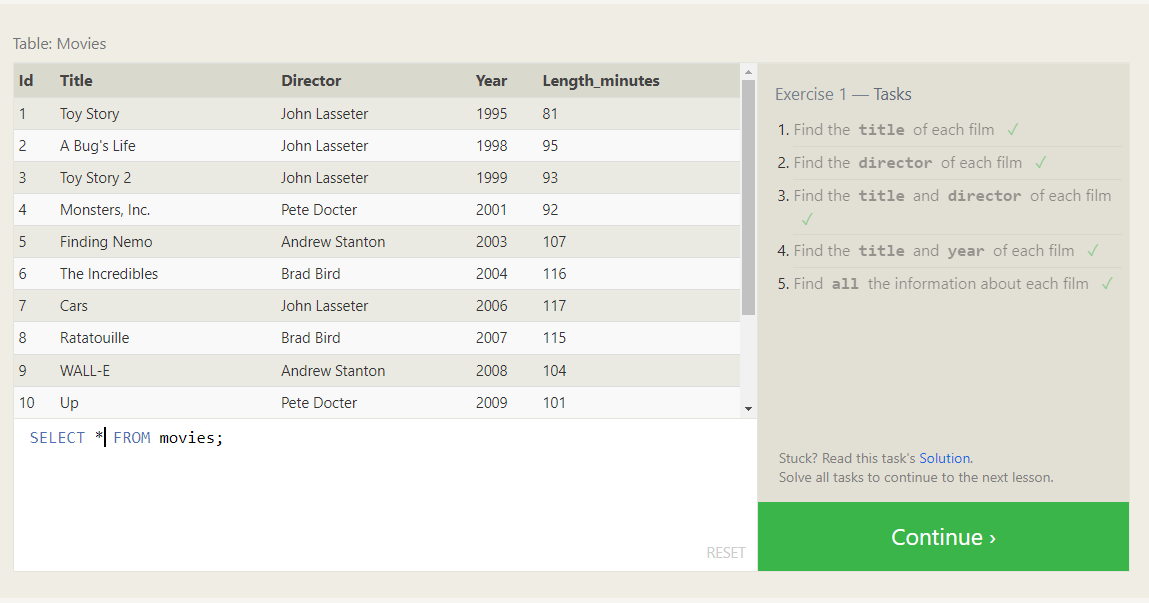 Table: Movies
Id Title Director Year Length_minutes
1 Toy Story John Lasseter 1995 81
2 A Bug's Life John Lasseter 1998 95
3 Toy Story 2 John Lasseter 1999 93
4 Monsters, Inc. Pete Docter 2001 92
5 Finding Nemo Andrew Stanton 2003 107
6 The Incredibles Brad Bird 2004 116
7 Cars John Lasseter 2006 117
8 Ratatouille Brad Bird 2007 115
9 WALL-E Andrew Stanton 2008 104
10 Up Pete Docter 2009 101
SELECT * FROM movies;
RESET
Exercise 1 — Tasks
1. Find the title of each film ✓
2. Find the director of each film ✓
3. Find the title and director of each film
✓
4. Find the title and year of each film ✓
5. Find all the information about each film ✓
Stuck? Read this task's Solution.
Solve all tasks to continue to the next lesson.
Continue ›